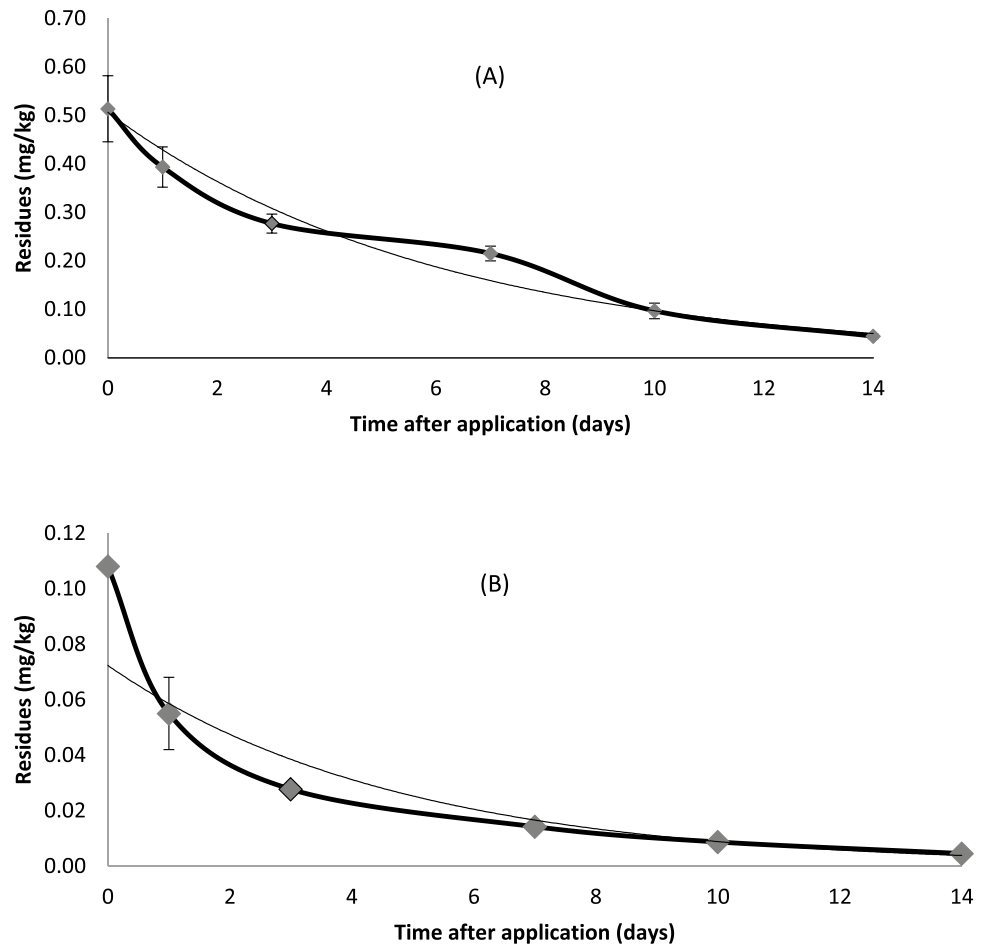 0.70
0.60
(A)
0.50
0.40
0.30
0.20
0.10
0.00
Residues (mg/kg)
0 2 4 6 8 10 12 14
Time after application (days)
0.12
(B)
0.10
0.08
0.06
0.04
0.02
0.00
Residues (mg/kg)
0 2 4 6 8 10 12 14
Time after application (days)